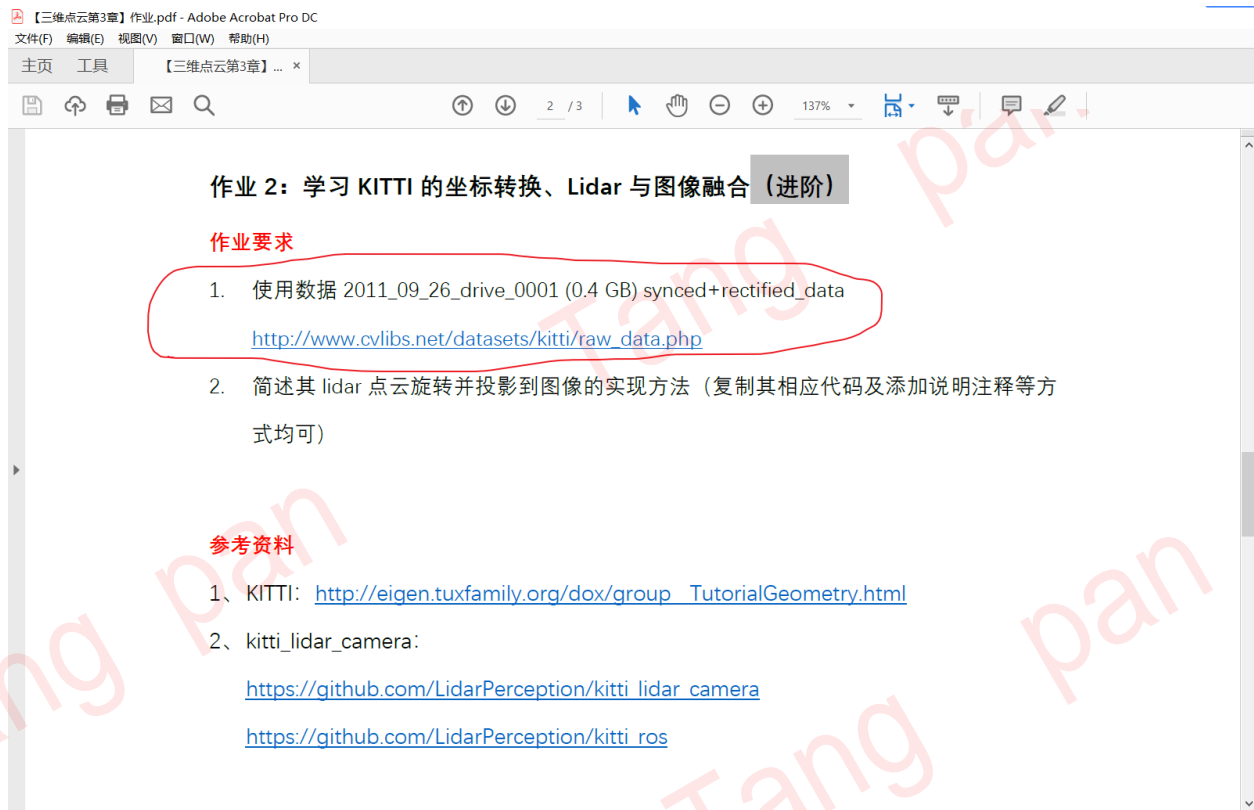 【三维点云第3章】作业.pdf - Adobe Acrobat Pro DC
文件(F) 编辑(E) 视图(V) 窗口(W) 帮助(H)
主页 工具 【三维点云第3章】... ×
2 / 3 137%
作业 2：学习 KITTI 的坐标转换、Lidar 与图像融合（进阶）
作业要求
1. 使用数据 2011_09_26_drive_0001 (0.4 GB) synced+rectified_data
http://www.cvlibs.net/datasets/kitti/raw_data.php
2. 简述其 lidar 点云旋转并投影到图像的实现方法（复制其相应代码及添加说明注释等方
式均可）
参考资料
1、KITTI：http://eigen.tuxfamily.org/dox/group__TutorialGeometry.html
2、kitti_lidar_camera：
https://github.com/LidarPerception/kitti_lidar_camera
https://github.com/LidarPerception/kitti_ros
pan
Tang
pan
ng
pan
Tang